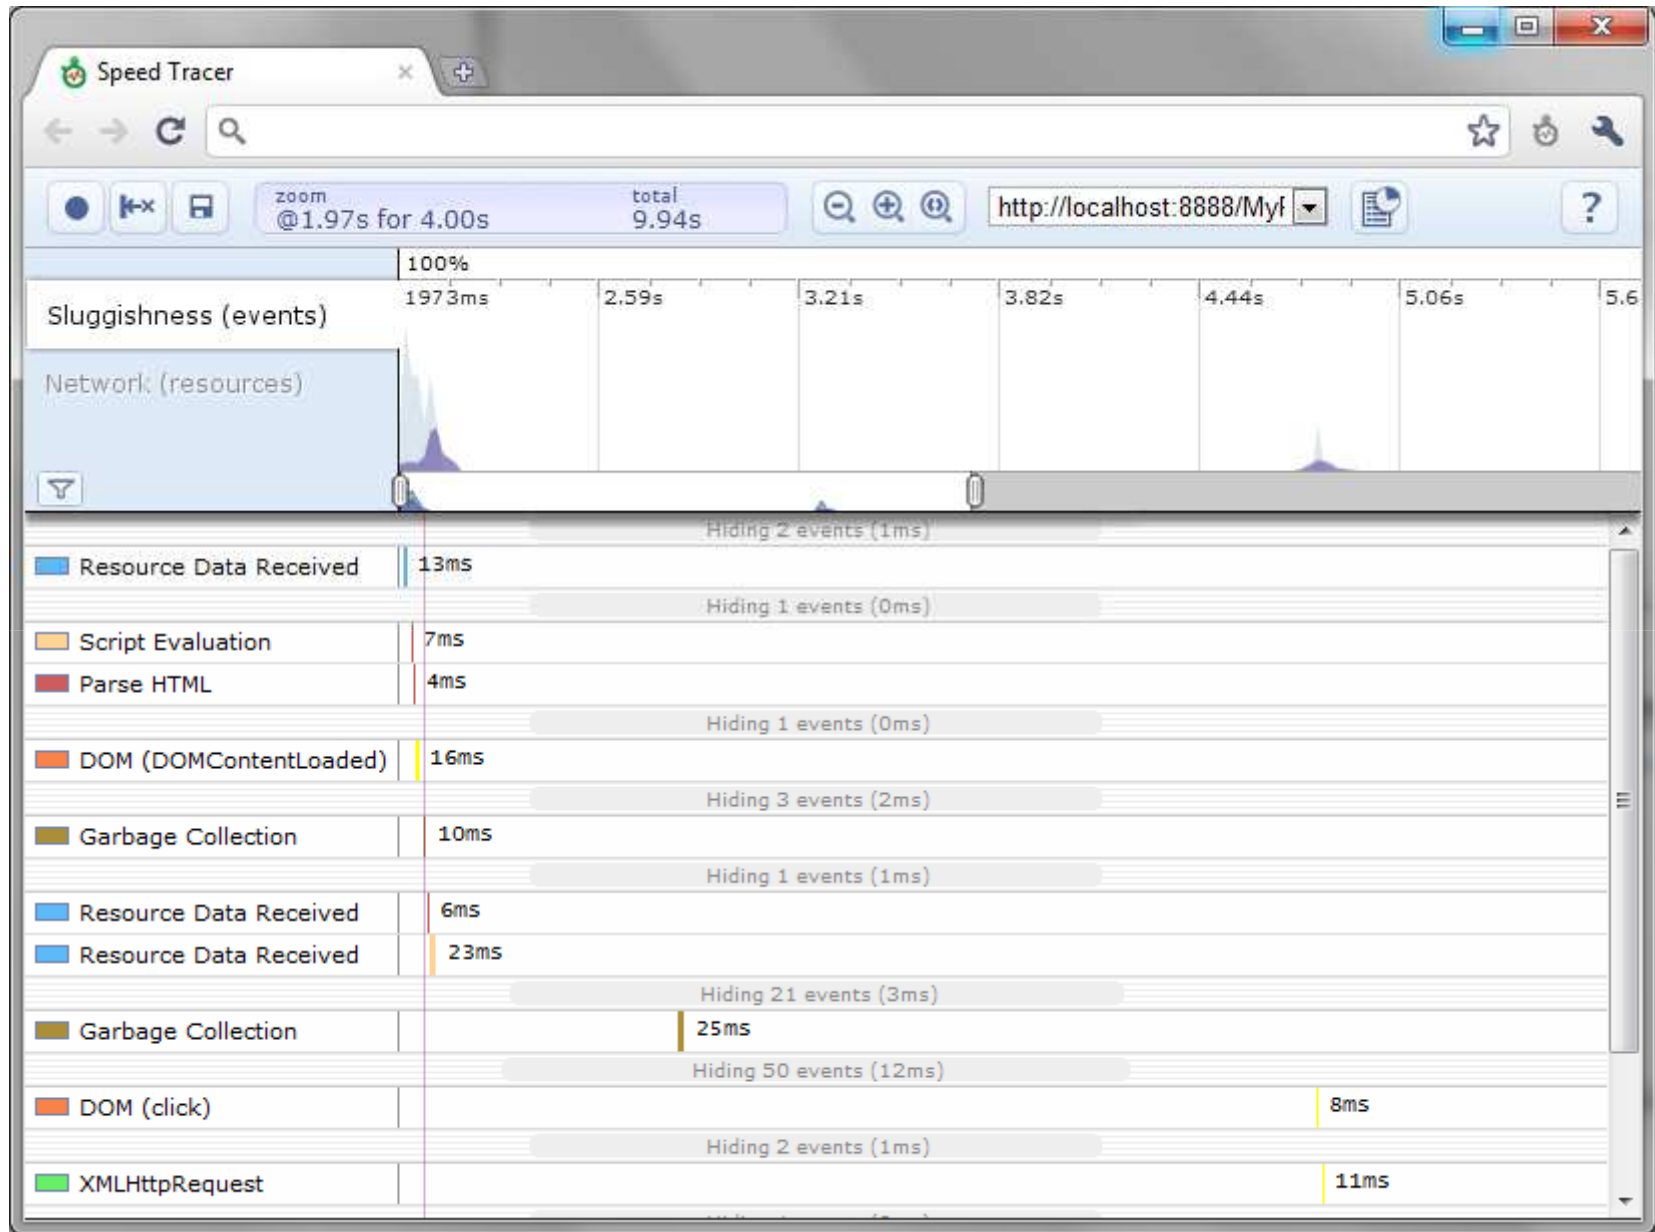 Speed Tracer
zoom
@1.97s for 4.00s
total
9.94s
http://localhost:8888/Myf
?
100%
Sluggishness (events)
1973ms 2.59s 3.21s 3.82s 4.44s 5.06s 5.6
Network (resources)
Hiding 2 events (1ms)
Resource Data Received 13ms
Hiding 1 events (0ms)
Script Evaluation 7ms
Parse HTML 4ms
Hiding 1 events (0ms)
DOM (DOMContentLoaded) 16ms
Hiding 3 events (2ms)
Garbage Collection 10ms
Hiding 1 events (1ms)
Resource Data Received 6ms
Resource Data Received 23ms
Hiding 21 events (3ms)
Garbage Collection 25ms
Hiding 50 events (12ms)
DOM (click) 8ms
Hiding 2 events (1ms)
XMLHttpRequest 11ms